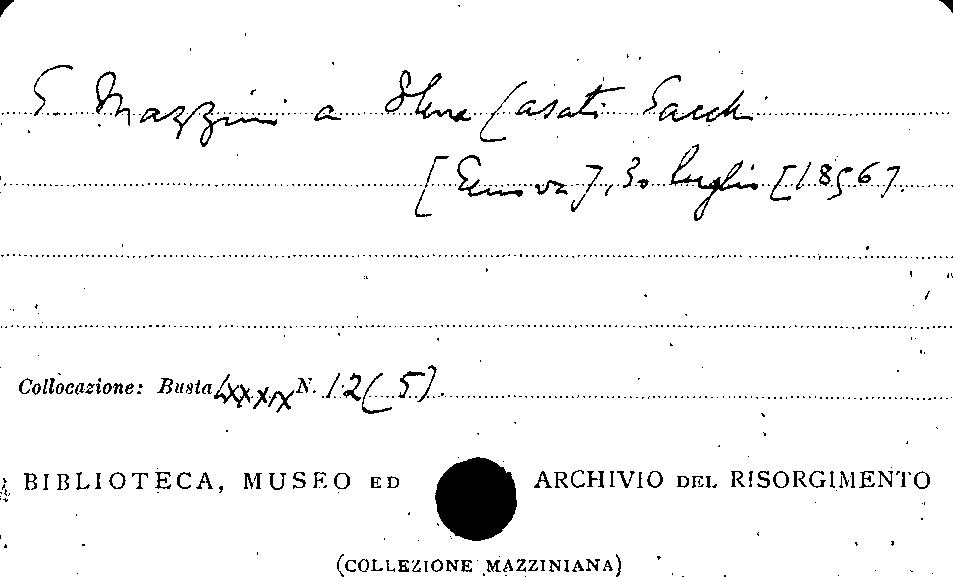 G. Mazzini a Elena Casati Sacchi
[Genova], 30 luglio [1856].
Collocazione: Busta LXXXIX N. 12(5).
BIBLIOTECA, MUSEO ED ARCHIVIO DEL RISORGIMENTO
(COLLEZIONE MAZZINIANA)